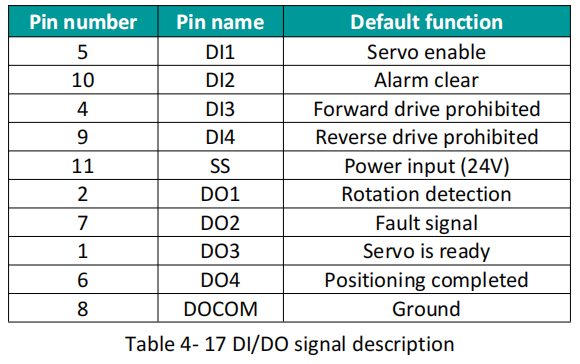 Pin number Pin name Default function
5 DI1 Servo enable
10 DI2 Alarm clear
4 DI3 Forward drive prohibited
9 DI4 Reverse drive prohibited
11 SS Power input (24V)
2 DO1 Rotation detection
7 DO2 Fault signal
1 DO3 Servo is ready
6 DO4 Positioning completed
8 DOCOM Ground
Table 4- 17 DI/DO signal description